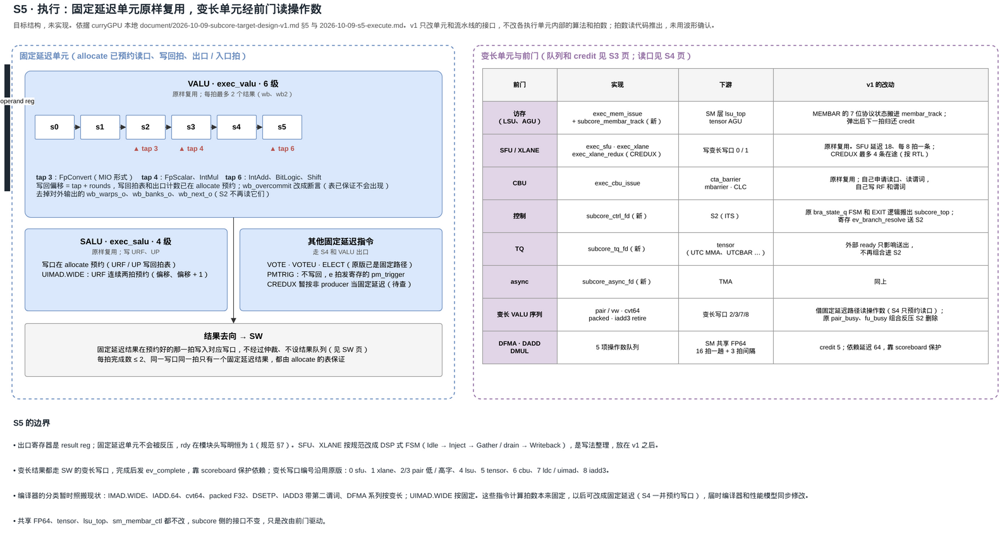 S5 · 执行：固定延迟单元原样复用，变长单元经前门读操作数
目标结构，未实现。依据 curryGPU 本地 document/2026-10-09-subcore-target-design-v1.md §5 与 2026-10-09-s5-execute.md。v1 只改单元和流水线的接口，不改各执行单元内部的算法和拍数；拍数读代码推出，未用波形确认。
固定延迟单元（allocate 已预约读口、写回拍、出口 / 入口拍）
operand reg
VALU · exec_valu · 6 级
原样复用；每拍最多 2 个结果（wb、wb2）
s0
s1
s2
s3
s4
s5
▲ tap 3
▲ tap 4
▲ tap 6
tap 3：FpConvert（MIO 形式） tap 4：FpScalar、IntMul tap 6：IntAdd、BitLogic、Shift
写回偏移 = tap + rounds，写回拍表和出口计数已在 allocate 预约；wb_overcommit 改成断言（表已保证不会出现）
去掉对外输出的 wb_warps_o、wb_banks_o、wb_next_o（S2 不再读它们）
SALU · exec_salu · 4 级
原样复用；写 URF、UP
写口在 allocate 预约（URF / UP 写回拍表）
UIMAD.WIDE：URF 连续两拍预约（偏移、偏移 + 1）
其他固定延迟指令
走 S4 和 VALU 出口
VOTE · VOTEU · ELECT（原版已是固定路径）
PMTRIG：不写回，e 拍发寄存的 pm_trigger
CREDUX 暂按非 producer 当固定延迟（待查）
结果去向 → SW
固定延迟结果在预约好的那一拍写入对应写口，不经过仲裁、不设结果队列（见 SW 页）
每拍完成数 ≤ 2、同一写口同一拍只有一个固定延迟结果，都由 allocate 的表保证
变长单元与前门（队列和 credit 见 S3 页；读口见 S4 页）
前门
实现
下游
v1 的改动
访存
（LSU、AGU）
exec_mem_issue
+ subcore_membar_track（新）
SM 层 lsu_top
tensor AGU
MEMBAR 的 7 位协议状态搬进 membar_track；
弹出后下一拍归还 credit
SFU / XLANE
exec_sfu · exec_xlane
exec_xlane_redux（CREDUX）
写变长写口 0 / 1
原样复用。SFU 延迟 18、每 8 拍一条；
CREDUX 最多 4 条在途（按 RTL）
CBU
exec_cbu_issue
cta_barrier
mbarrier · CLC
原样复用；自己申请读口、读谓词，
自己写 RF 和谓词
控制
subcore_ctrl_fd（新）
S2（ITS）
原 bra_state_q FSM 和 EXIT 逻辑搬出 subcore_top；
寄存 ev_branch_resolve 送 S2
TQ
subcore_tq_fd（新）
tensor
（UTC MMA、UTCBAR …）
外部 ready 只影响送出，
不再组合进 S2
async
subcore_async_fd（新）
TMA
同上
变长 VALU 序列
pair / vw · cvt64
packed · iadd3 retire
变长写口 2/3/7/8
借固定延迟路径读操作数（S4 只预约读口）；
原 pair_busy、fu_busy 组合反压 S2 删除
DFMA · DADD
DMUL
5 项操作数队列
SM 共享 FP64
16 拍一趟 + 3 拍间隔
credit 5；依赖延迟 64，靠 scoreboard 保护
S5 的边界
• 出口寄存器是 result reg；固定延迟单元不会被反压，rdy 在模块头写明恒为 1（规范 §7）。SFU、XLANE 按规范改成 DSP 式 FSM（Idle → Inject → Gather / drain → Writeback），是写法整理，放在 v1 之后。
• 变长结果都走 SW 的变长写口，完成后发 ev_complete，靠 scoreboard 保护依赖；变长写口编号沿用原版：0 sfu、1 xlane、2/3 pair 低 / 高字、4 lsu、5 tensor、6 cbu、7 ldc / uimad、8 iadd3。
• 编译器的分类暂时照搬现状：IMAD.WIDE、IADD.64、cvt64、packed F32、DSETP、IADD3 带第二谓词、DFMA 系列按变长；UIMAD.WIDE 按固定。这些指令计算拍数本来固定，以后可改成固定延迟（S4 一并预约写口），届时编译器和性能模型同步修改。
• 共享 FP64、tensor、lsu_top、sm_membar_ctl 都不改，subcore 侧的接口不变，只是改由前门驱动。